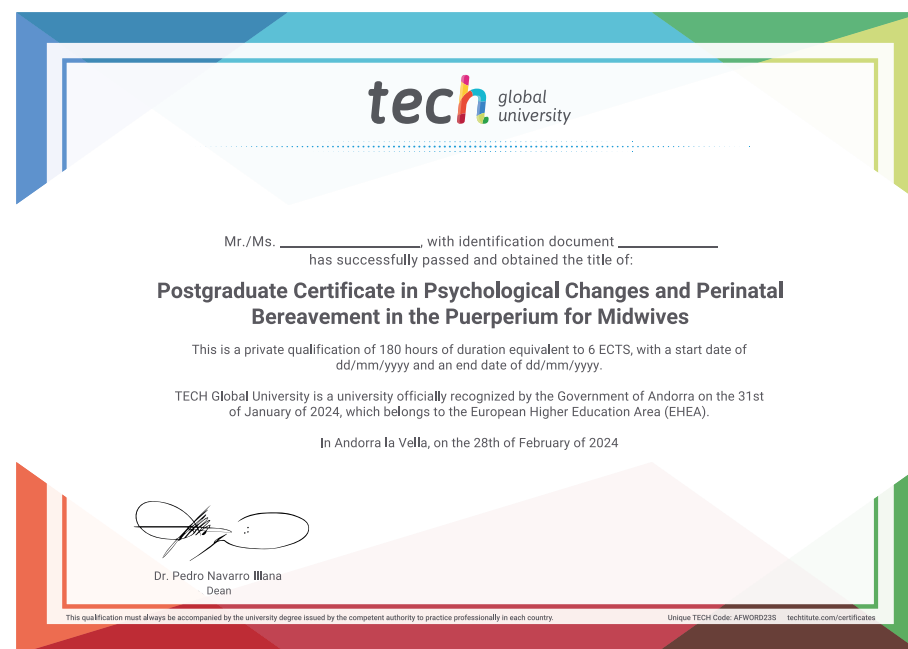 tech global university
Mr./Ms. ____________, with identification document ____________
has successfully passed and obtained the title of:
Postgraduate Certificate in Psychological Changes and Perinatal
Bereavement in the Puerperium for Midwives
This is a private qualification of 180 hours of duration equivalent to 6 ECTS, with a start date of
dd/mm/yyyy and an end date of dd/mm/yyyy.
TECH Global University is a university officially recognized by the Government of Andorra on the 31st
of January of 2024, which belongs to the European Higher Education Area (EHEA).
In Andorra la Vella, on the 28th of February of 2024
Dr. Pedro Navarro Illana
Dean
This qualification must always be accompanied by the university degree issued by the competent authority to practice professionally in each country.
Unique TECH Code: AFWORD23S techtitute.com/certificates